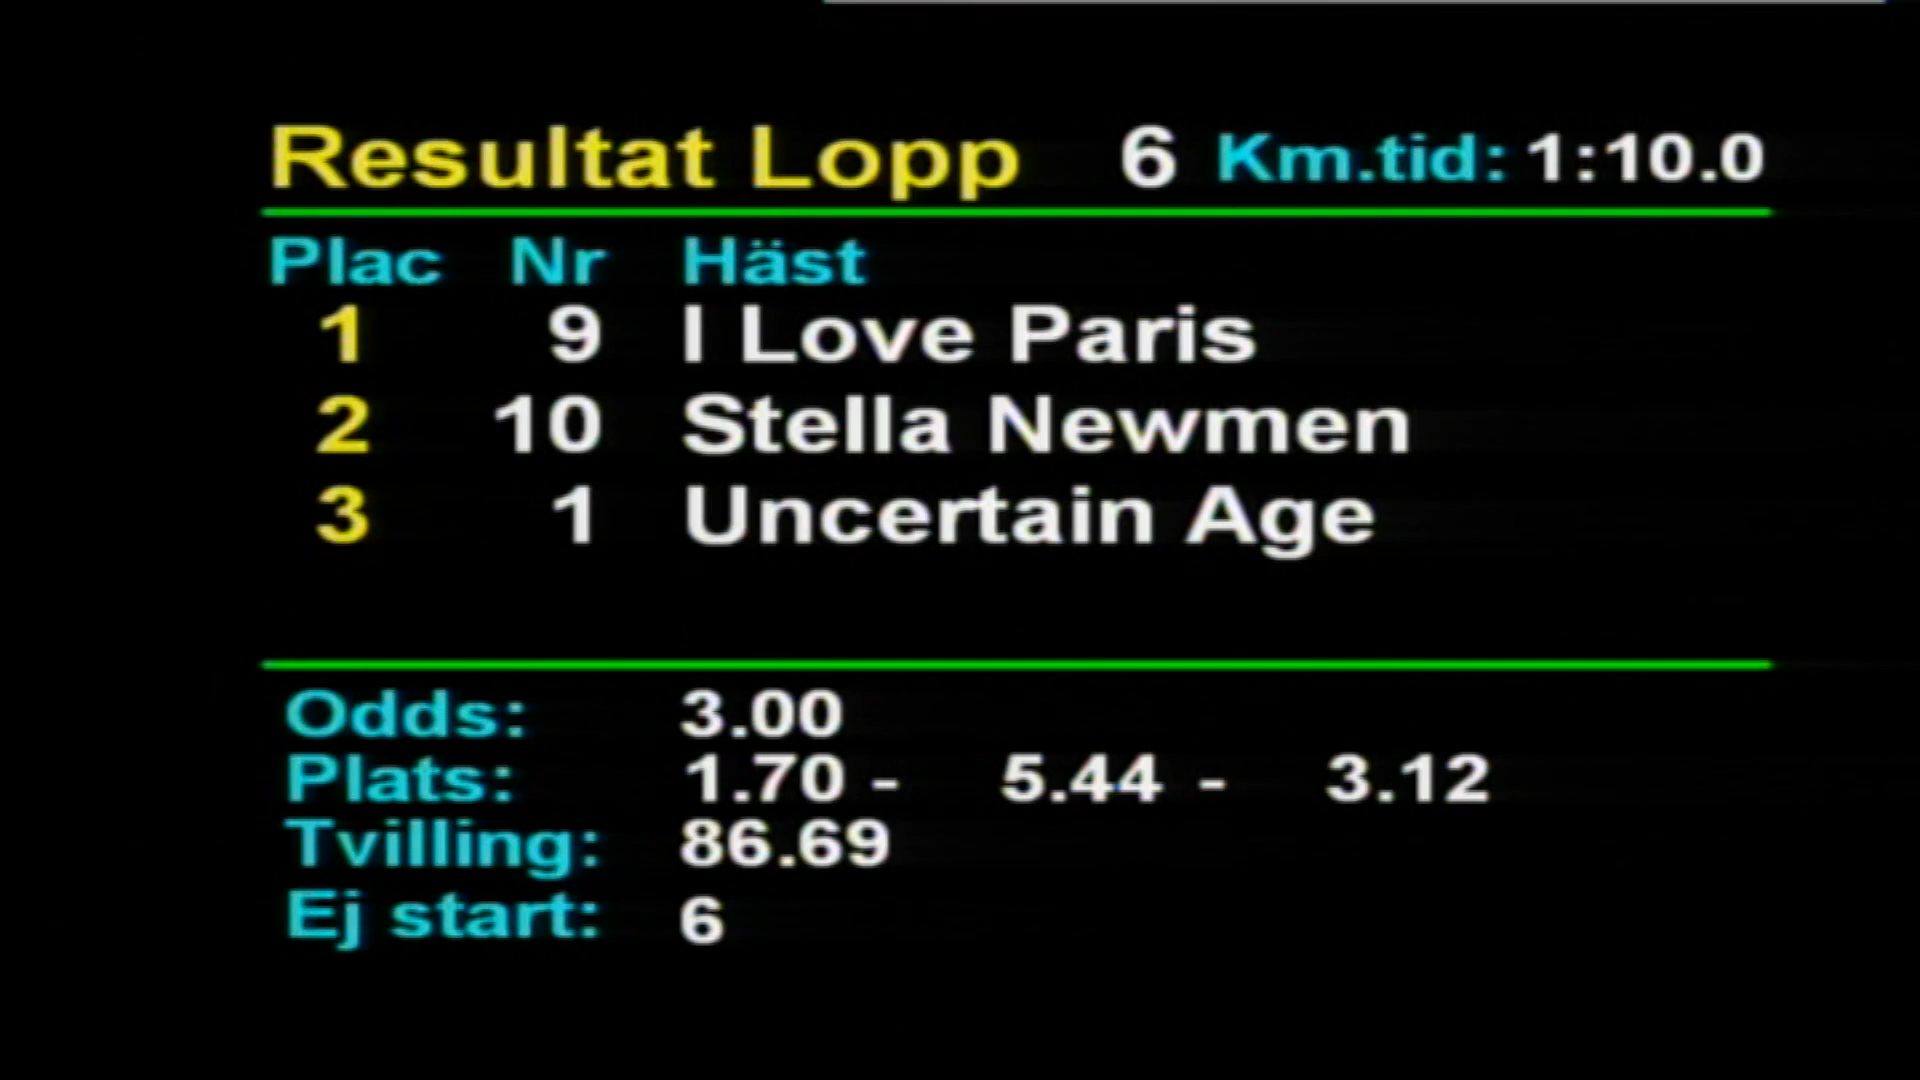 Resultat Lopp 6 Km.tid: 1:10.0
Plac Nr Häst
1 9 I Love Paris
2 10 Stella Newmen
3 1 Uncertain Age
Odds: 3.00
Plats: 1.70 - 5.44 - 3.12
Tvilling: 86.69
Ej start: 6